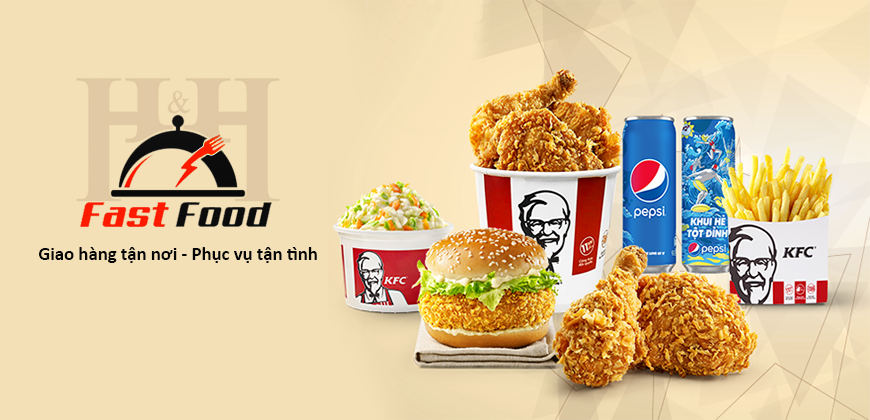 H&H
Fast Food
Giao hàng tận nơi - Phục vụ tận tình
KFC
pepsi
KHUI HÈ
TỘT ĐỈNH
pepsi
KFC